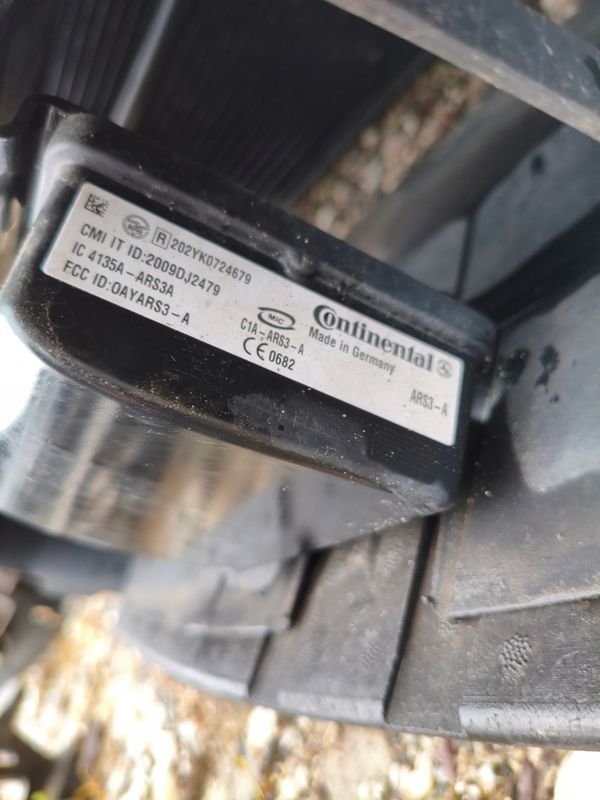 R 202YK0724679
CMI IT ID:2009DJ2479
IC 4135A-ARS3A
FCC ID:OAYARS3-A
MIC
C1A-ARS3-A
CE 0682
Continental
Made in Germany
ARS3-A